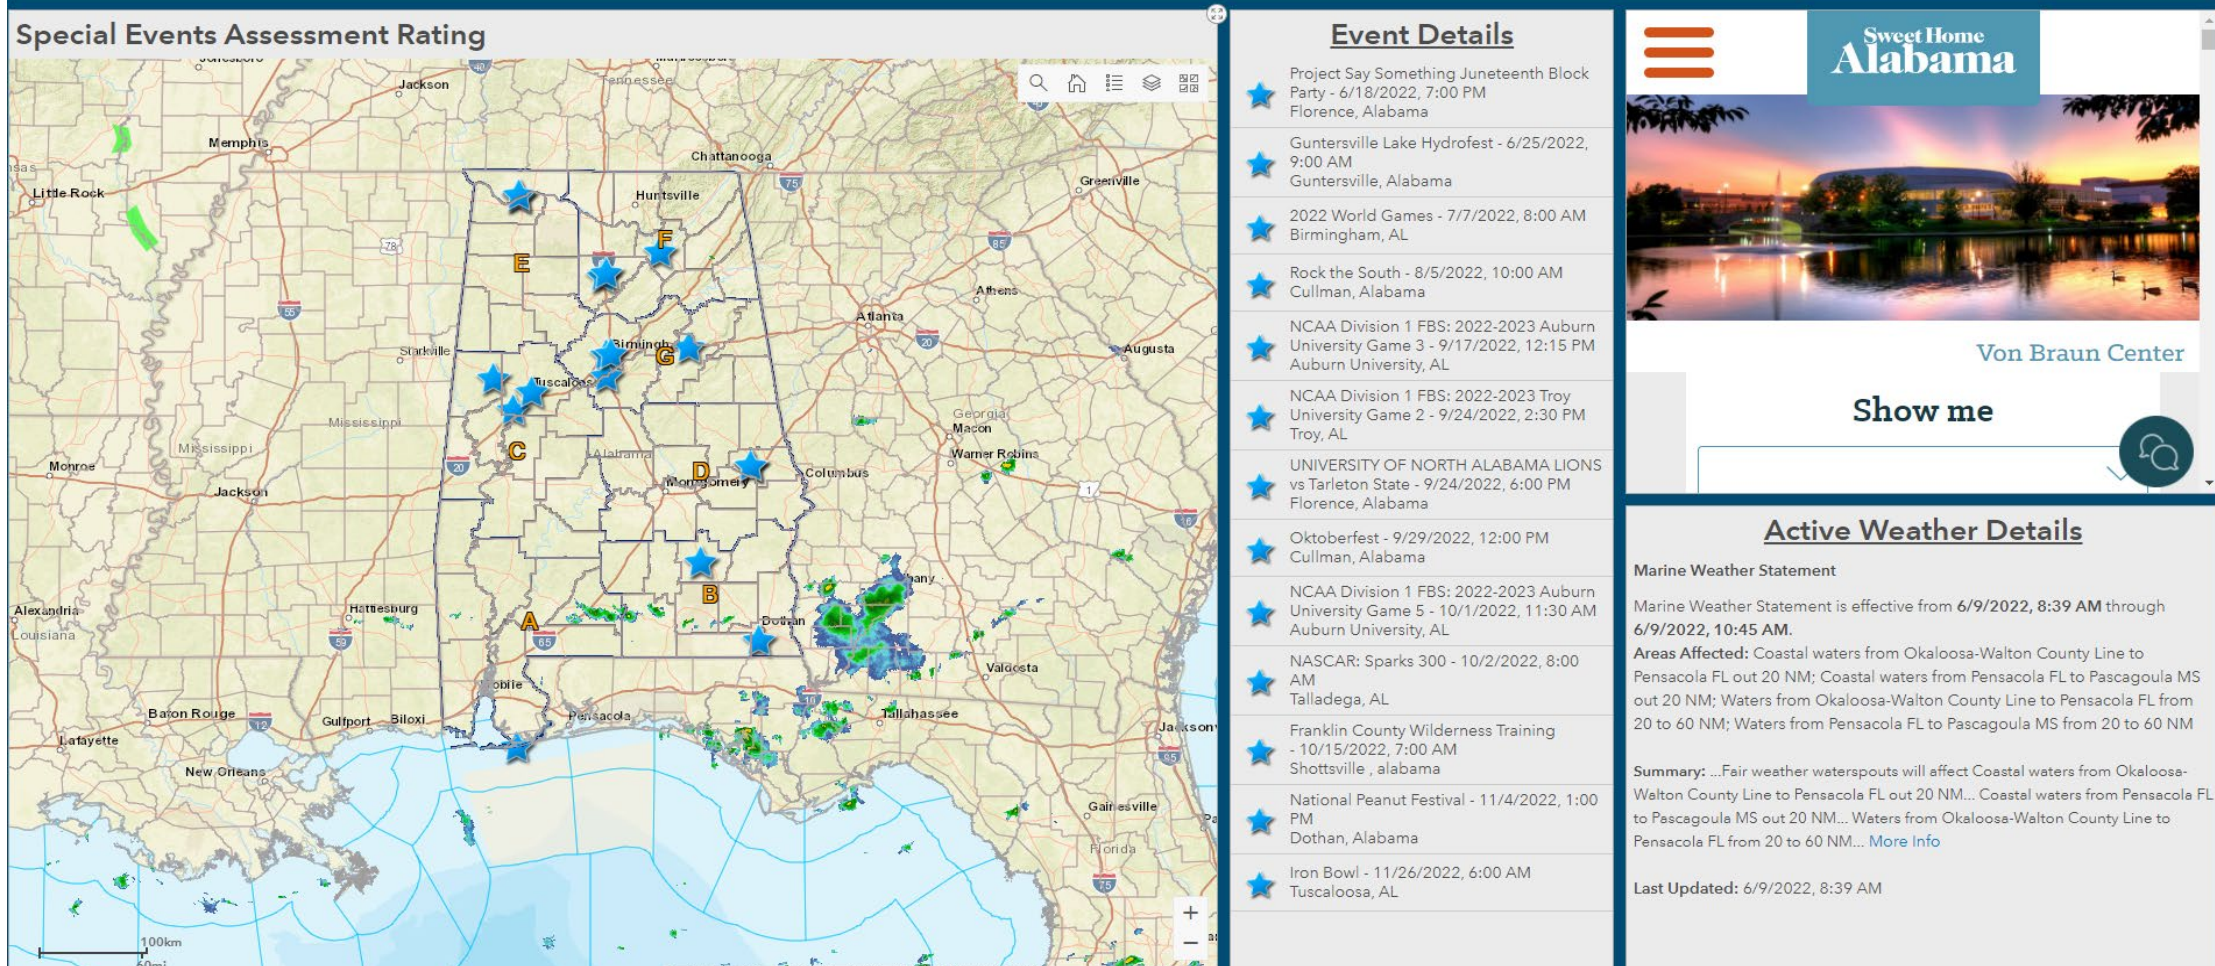 Special Events Assessment Rating
Jackson
Tennessee
Memphis
Chattanooga
Greenville
Little Rock
Huntsville
75
78
F
85
E
55
Athens
Atlanta
20
Starkville
G
Augusta
Mississippi
Mississippi
Georgia
Macon
C
Alabama
Warner Robins
Monroe
20
D
Columbus
Jackson
Montgomery
1
16
B
Alexandria
Hattiesburg
A
Louisiana
Dothan
59
65
Valdosta
Baton Rouge
12
Gulfport
Biloxi
Pensacola
10
Tallahassee
Lafayette
New Orleans
95
Gainesville
Florida
75
100km
60mi
+
−
Event Details
Project Say Something Juneteenth Block
Party - 6/18/2022, 7:00 PM
Florence, Alabama
Guntersville Lake Hydrofest - 6/25/2022,
9:00 AM
Guntersville, Alabama
2022 World Games - 7/7/2022, 8:00 AM
Birmingham, AL
Rock the South - 8/5/2022, 10:00 AM
Cullman, Alabama
NCAA Division 1 FBS: 2022-2023 Auburn
University Game 3 - 9/17/2022, 12:15 PM
Auburn University, AL
NCAA Division 1 FBS: 2022-2023 Troy
University Game 2 - 9/24/2022, 2:30 PM
Troy, AL
UNIVERSITY OF NORTH ALABAMA LIONS
vs Tarleton State - 9/24/2022, 6:00 PM
Florence, Alabama
Oktoberfest - 9/29/2022, 12:00 PM
Cullman, Alabama
NCAA Division 1 FBS: 2022-2023 Auburn
University Game 5 - 10/1/2022, 11:30 AM
Auburn University, AL
NASCAR: Sparks 300 - 10/2/2022, 8:00
AM
Talladega, AL
Franklin County Wilderness Training
- 10/15/2022, 7:00 AM
Shottsville , alabama
National Peanut Festival - 11/4/2022, 1:00
PM
Dothan, Alabama
Iron Bowl - 11/26/2022, 6:00 AM
Tuscaloosa, AL
Sweet Home
Alabama
Von Braun Center
Show me
Active Weather Details
Marine Weather Statement
Marine Weather Statement is effective from 6/9/2022, 8:39 AM through
6/9/2022, 10:45 AM.
Areas Affected: Coastal waters from Okaloosa-Walton County Line to
Pensacola FL out 20 NM; Coastal waters from Pensacola FL to Pascagoula MS
out 20 NM; Waters from Okaloosa-Walton County Line to Pensacola FL from
20 to 60 NM; Waters from Pensacola FL to Pascagoula MS from 20 to 60 NM
Summary: ...Fair weather waterspouts will affect Coastal waters from Okaloosa-
Walton County Line to Pensacola FL out 20 NM... Coastal waters from Pensacola FL
to Pascagoula MS out 20 NM... Waters from Okaloosa-Walton County Line to
Pensacola FL from 20 to 60 NM... More Info
Last Updated: 6/9/2022, 8:39 AM